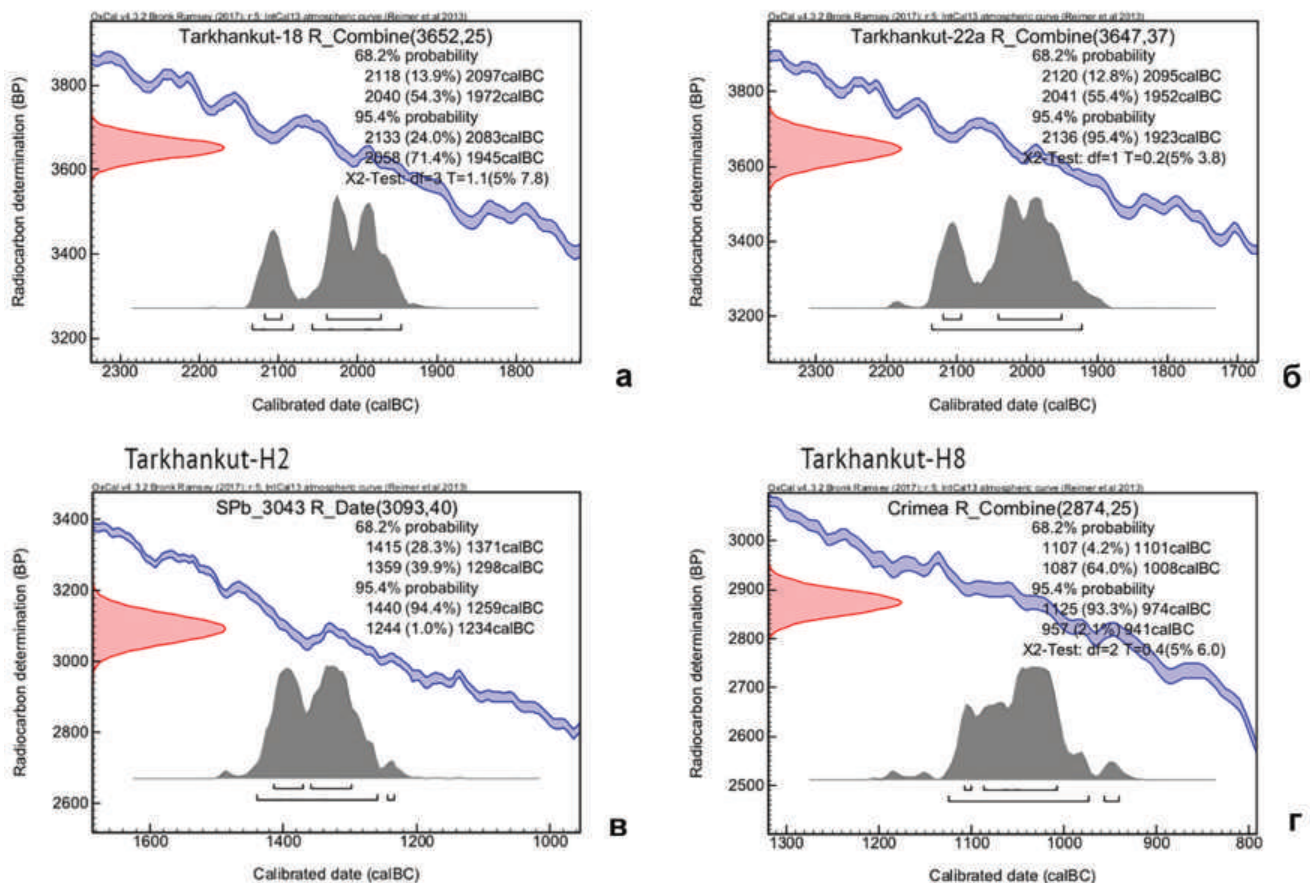 OxCal v4.3.2 Bronk Ramsey (2017); r:5; IntCal13 atmospheric curve (Reimer et al 2013)
Tarkhankut-18 R_Combine(3652,25)
68.2% probability
2118 (13.9%) 2097calBC
2040 (54.3%) 1972calBC
95.4% probability
2133 (24.0%) 2083calBC
2058 (71.4%) 1945calBC
X2-Test: df=3 T=1.1(5% 7.8)
Radiocarbon determination (BP)
3800
3600
3400
3200
2300 2200 2100 2000 1900 1800
Calibrated date (calBC)
а
OxCal v4.3.2 Bronk Ramsey (2017); r:5; IntCal13 atmospheric curve (Reimer et al 2013)
Tarkhankut-22a R_Combine(3647,37)
68.2% probability
2120 (12.8%) 2095calBC
2041 (55.4%) 1952calBC
95.4% probability
2136 (95.4%) 1923calBC
X2-Test: df=1 T=0.2(5% 3.8)
Radiocarbon determination (BP)
3800
3600
3400
3200
2300 2200 2100 2000 1900 1800 1700
Calibrated date (calBC)
б
Tarkhankut-H2
OxCal v4.3.2 Bronk Ramsey (2017); r:5; IntCal13 atmospheric curve (Reimer et al 2013)
SPb_3043 R_Date(3093,40)
68.2% probability
1415 (28.3%) 1371calBC
1359 (39.9%) 1298calBC
95.4% probability
1440 (94.4%) 1259calBC
1244 (1.0%) 1234calBC
Radiocarbon determination (BP)
3400
3200
3000
2800
2600
1600 1400 1200 1000
Calibrated date (calBC)
в
Tarkhankut-H8
OxCal v4.3.2 Bronk Ramsey (2017); r:5; IntCal13 atmospheric curve (Reimer et al 2013)
Crimea R_Combine(2874,25)
68.2% probability
1107 (4.2%) 1101calBC
1087 (64.0%) 1008calBC
95.4% probability
1125 (93.3%) 974calBC
957 (2.1%) 941calBC
X2-Test: df=2 T=0.4(5% 6.0)
Radiocarbon determination (BP)
3000
2900
2800
2700
2600
2500
1300 1200 1100 1000 900 800
Calibrated date (calBC)
г